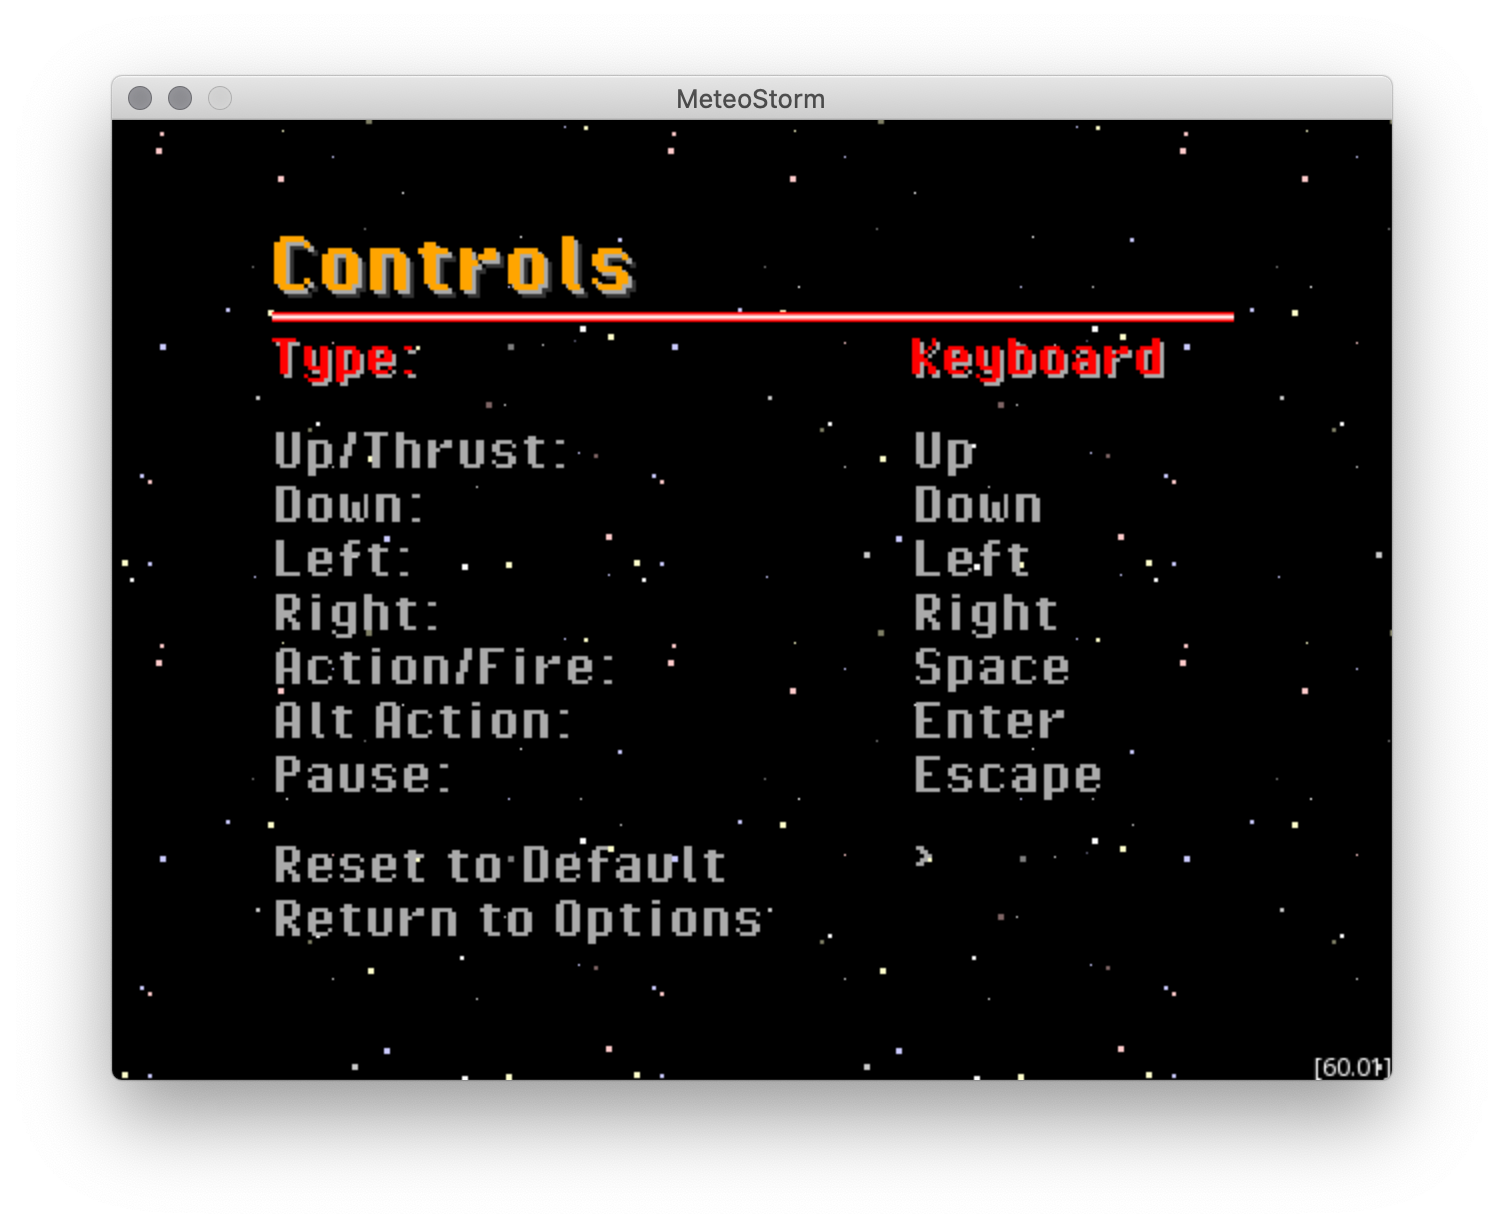 MeteoStorm
Controls
Type: Keyboard
Up/Thrust: Up
Down: Down
Left: Left
Right: Right
Action/Fire: Space
Alt Action: Enter
Pause: Escape
Reset to Default >
Return to Options
[60.01]